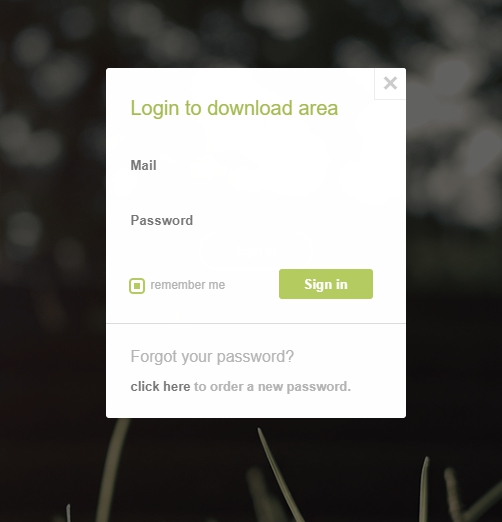 Login to download area
Mail
Password
remember me
Sign in
Forgot your password?
click here to order a new password.